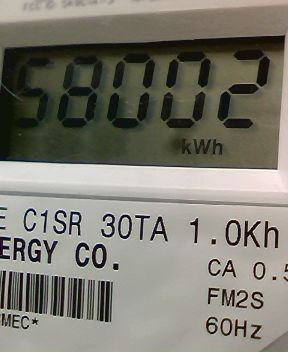 58002
kWh
E C1SR 30TA 1.0Kh
ERGY CO.
CA 0.5
FM2S
MEC*
60Hz